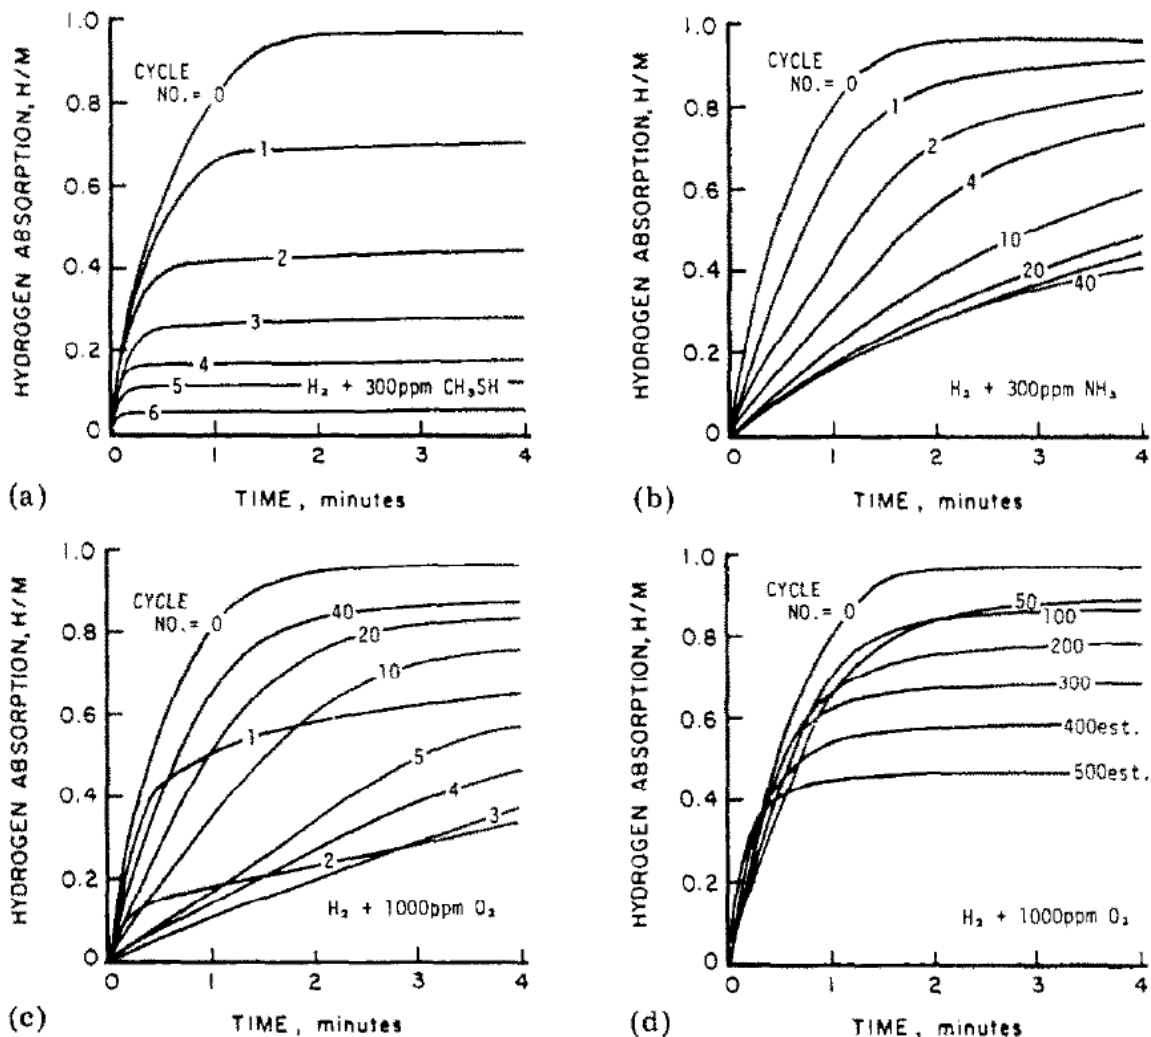 HYDROGEN ABSORPTION, H/M
1.0
0.8
0.6
0.4
0.2
0
CYCLE
NO.= 0
1
2
3
4
5
6
H₂ + 300ppm CH₃SH
0 1 2 3 4
TIME, minutes
(a)
HYDROGEN ABSORPTION, H/M
1.0
0.8
0.6
0.4
0.2
0
CYCLE
NO.= 0
1
2
4
10
20
40
H₂ + 300ppm NH₃
0 1 2 3 4
TIME, minutes
(b)
HYDROGEN ABSORPTION, H/M
1.0
0.8
0.6
0.4
0.2
0
CYCLE
NO.= 0
40
20
10
1
5
4
3
2
H₂ + 1000ppm O₂
0 1 2 3 4
TIME, minutes
(c)
HYDROGEN ABSORPTION, H/M
1.0
0.8
0.6
0.4
0.2
0
CYCLE
NO.= 0
50
100
200
300
400est.
500est.
H₂ + 1000ppm O₂
0 1 2 3 4
TIME, minutes
(d)